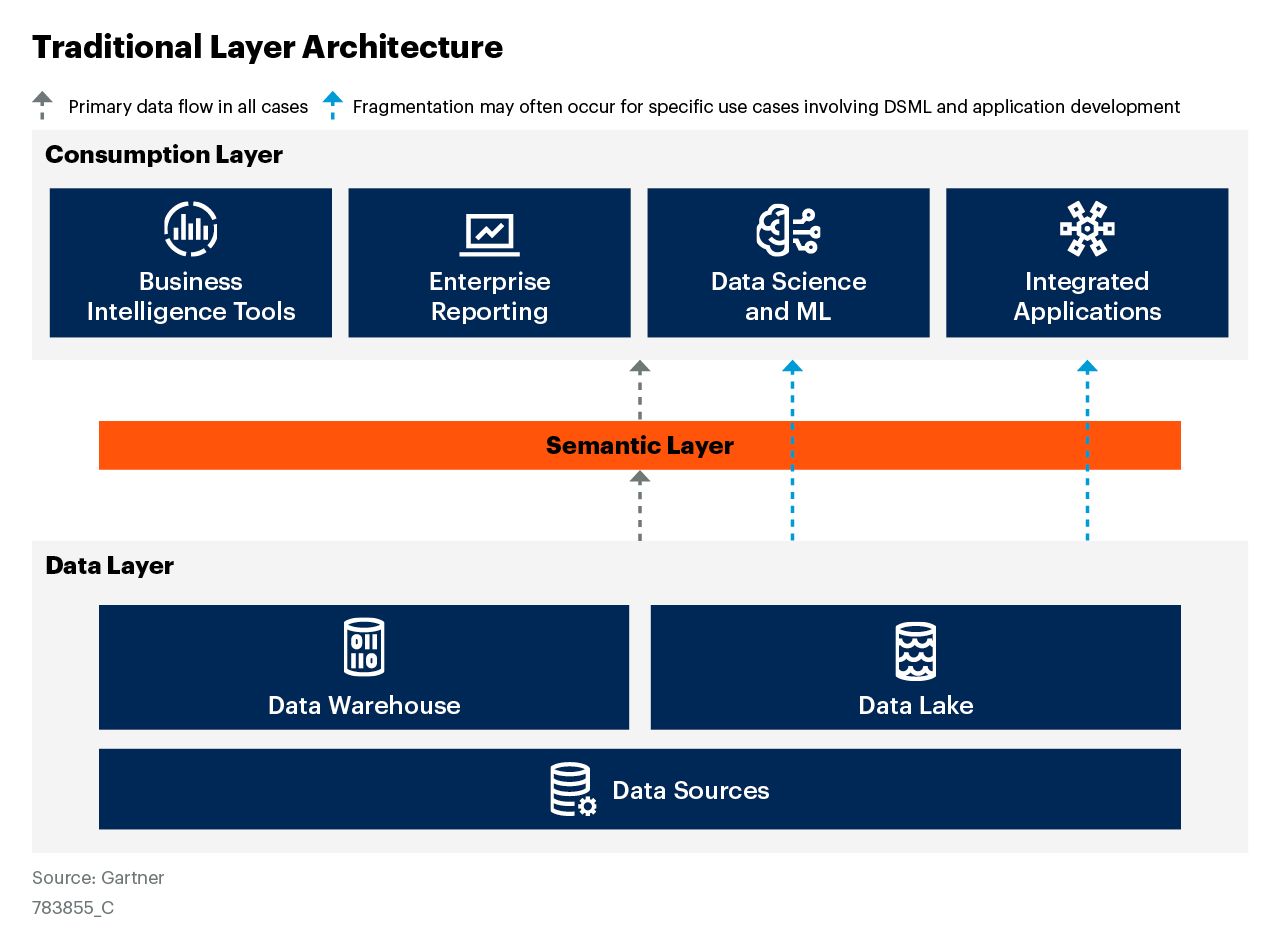 Traditional Layer Architecture
Primary data flow in all cases
Fragmentation may often occur for specific use cases involving DSML and application development
Consumption Layer
Business
Intelligence Tools
Enterprise
Reporting
Data Science
and ML
Integrated
Applications
Semantic Layer
Data Layer
Data Warehouse
Data Lake
Data Sources
Source: Gartner
783855_C